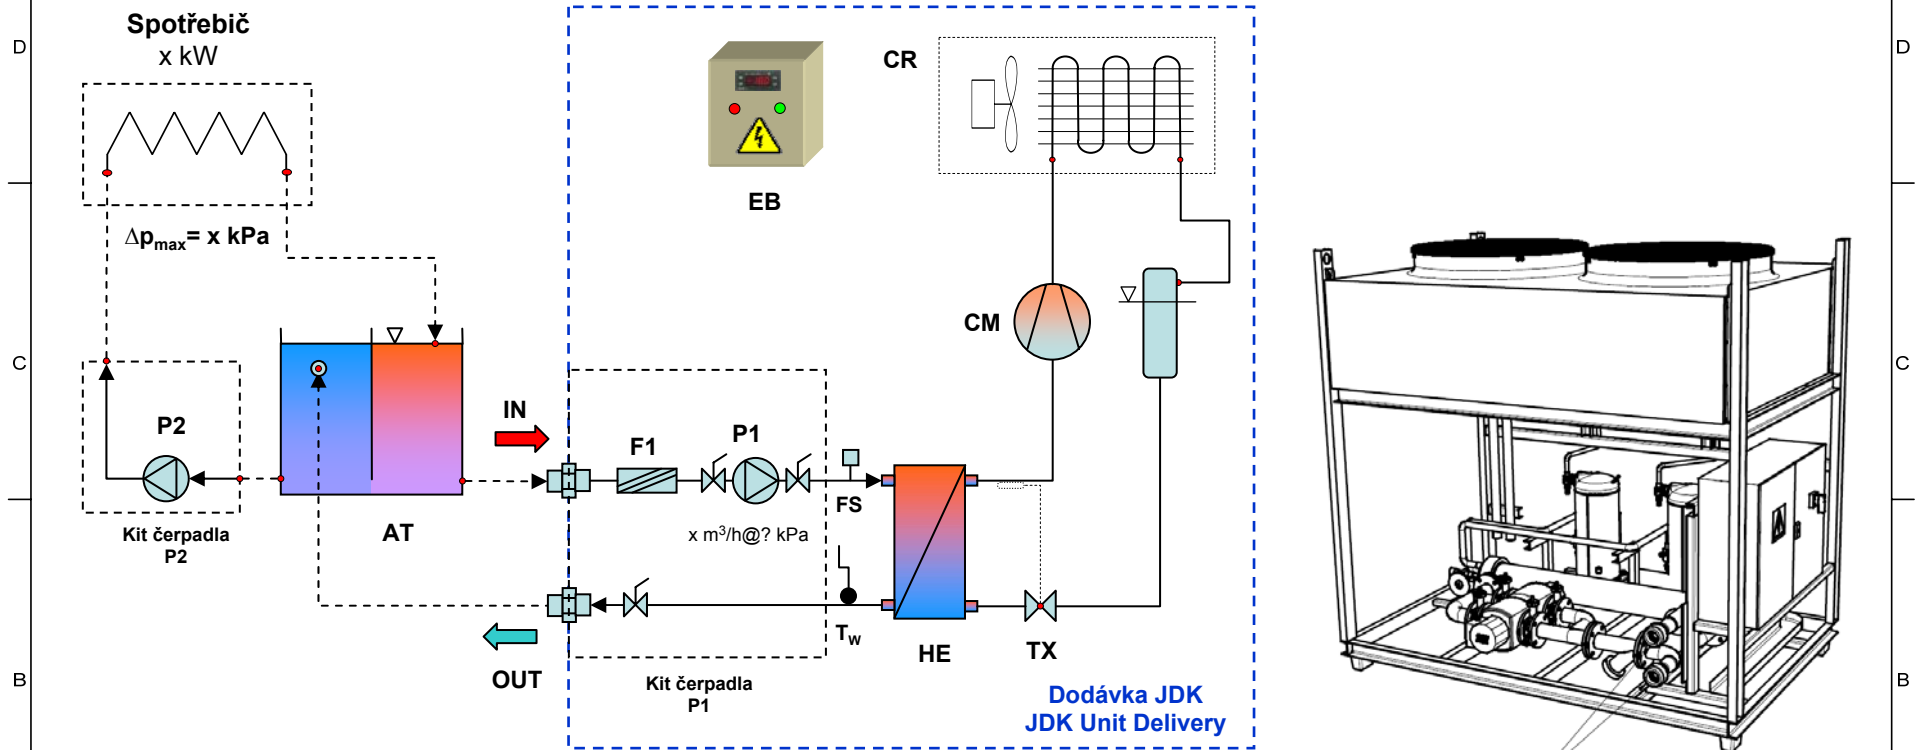 Spotřebič
x kW
Δpmax= x kPa
D
D
CR
EB
CM
C
C
IN
P2
F1
P1
FS
AT
Kit čerpadla
P2
x m³/h@? kPa
TW
HE
TX
OUT
Kit čerpadla
P1
B
B
Dodávka JDK
JDK Unit Delivery